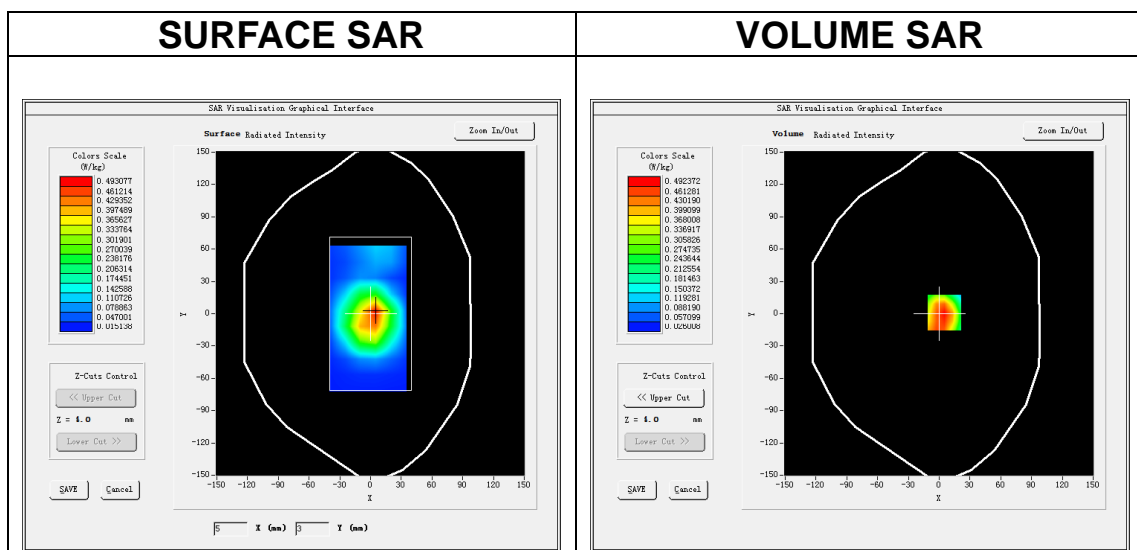 SURFACE SAR
VOLUME SAR
SAR Visualisation Graphical Interface
Surface Radiated Intensity
Zoom In/Out
Colors Scale
(W/kg)
0.493077
0.461214
0.429352
0.397489
0.365627
0.333764
0.301901
0.270039
0.238176
0.206314
0.174451
0.142588
0.110726
0.078863
0.047001
0.015138
150
120
90
60
30
0
-30
-60
-90
-120
-150
Y
-150 -120 -90 -60 -30 0 30 60 90 120 150
X
Z-Cuts Control
<< Upper Cut
Z = 4.0 mm
Lower Cut >>
SAVE Cancel
5 X (mm) 3 Y (mm)
SAR Visualisation Graphical Interface
Volume Radiated Intensity
Zoom In/Out
Colors Scale
(W/kg)
0.492372
0.461281
0.430190
0.399099
0.368008
0.336917
0.305826
0.274735
0.243644
0.212554
0.181463
0.150372
0.119281
0.088190
0.057099
0.026008
150
120
90
60
30
0
-30
-60
-90
-120
-150
Y
-150 -120 -90 -60 -30 0 30 60 90 120 150
X
Z-Cuts Control
<< Upper Cut
Z = 4.0 mm
Lower Cut >>
SAVE Cancel